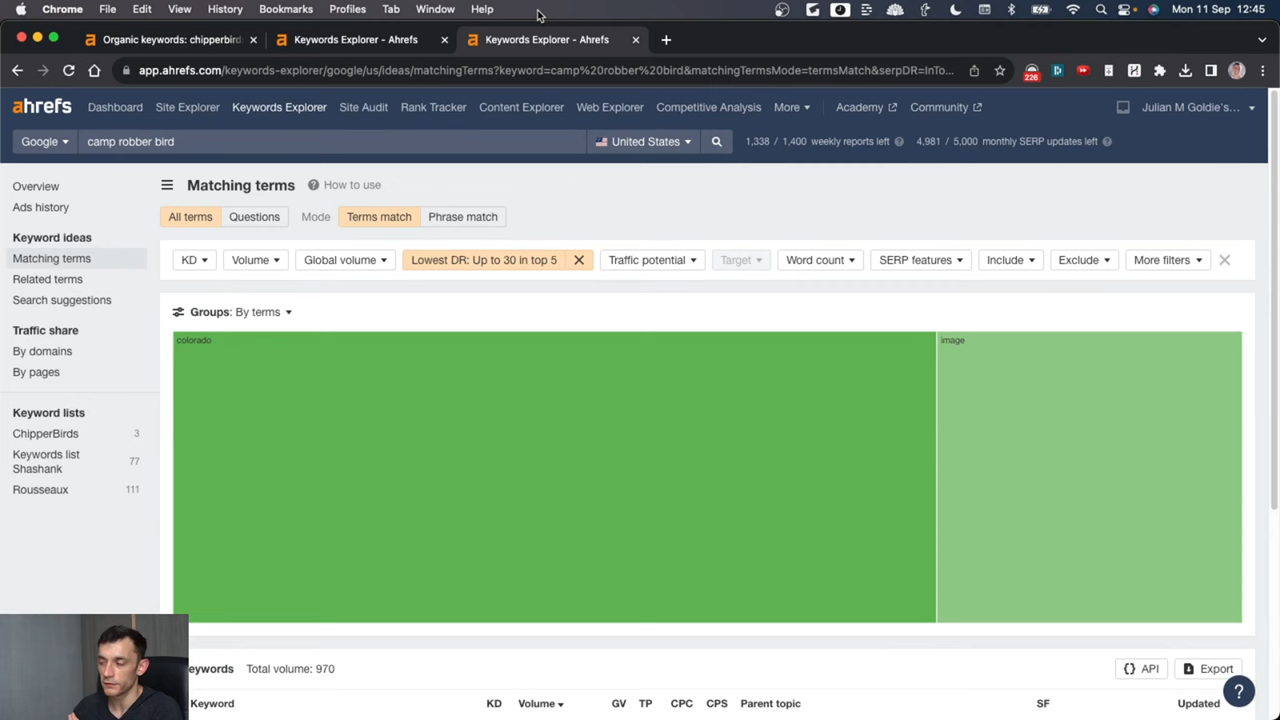 Chrome File Edit View History Bookmarks Profiles Tab Window Help Mon 11 Sep 12:45
Organic keywords: chipperbird
Keywords Explorer - Ahrefs
Keywords Explorer - Ahrefs
app.ahrefs.com/keywords-explorer/google/us/ideas/matchingTerms?keyword=camp%20robber%20bird&matchingTermsMode=termsMatch&serpDR=InTo...
226
ahrefs Dashboard Site Explorer Keywords Explorer Site Audit Rank Tracker Content Explorer Web Explorer Competitive Analysis More Academy Community Julian M Goldie's...
Google camp robber bird United States 1,338 / 1,400 weekly reports left 4,981 / 5,000 monthly SERP updates left
Overview
Ads history
Keyword ideas
Matching terms
Related terms
Search suggestions
Traffic share
By domains
By pages
Keyword lists
ChipperBirds 3
Keywords list
Shashank 77
Rousseaux 111
Matching terms How to use
All terms Questions Mode Terms match Phrase match
KD Volume Global volume Lowest DR: Up to 30 in top 5 Traffic potential Target Word count SERP features Include Exclude More filters
Groups: By terms
colorado
image
eywords Total volume: 970 API Export
Keyword KD Volume GV TP CPC CPS Parent topic SF Updated